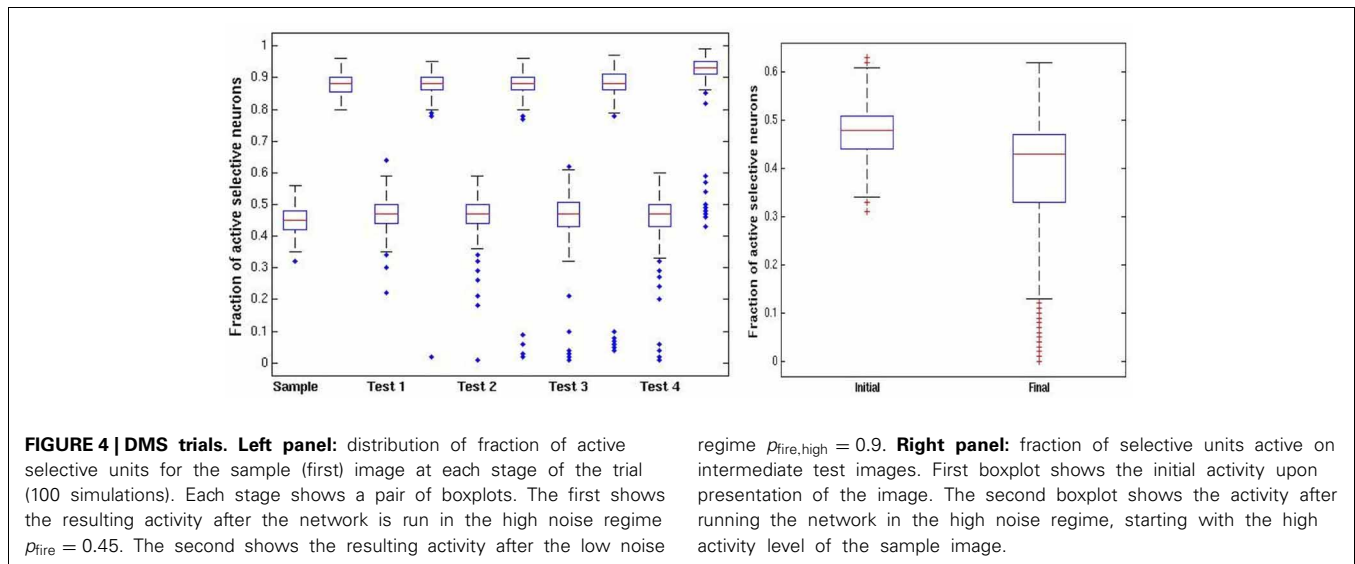 Fraction of active selective neurons
1
0.9
0.8
0.7
0.6
0.5
0.4
0.3
0.2
0.1
0
Sample Test 1 Test 2 Test 3 Test 4
Fraction of active selective neurons
0.6
0.5
0.4
0.3
0.2
0.1
0
Initial Final
FIGURE 4 | DMS trials. Left panel: distribution of fraction of active
selective units for the sample (first) image at each stage of the trial
(100 simulations). Each stage shows a pair of boxplots. The first shows
the resulting activity after the network is run in the high noise regime
pfire = 0.45. The second shows the resulting activity after the low noise
regime pfire,high = 0.9. Right panel: fraction of selective units active on
intermediate test images. First boxplot shows the initial activity upon
presentation of the image. The second boxplot shows the activity after
running the network in the high noise regime, starting with the high
activity level of the sample image.